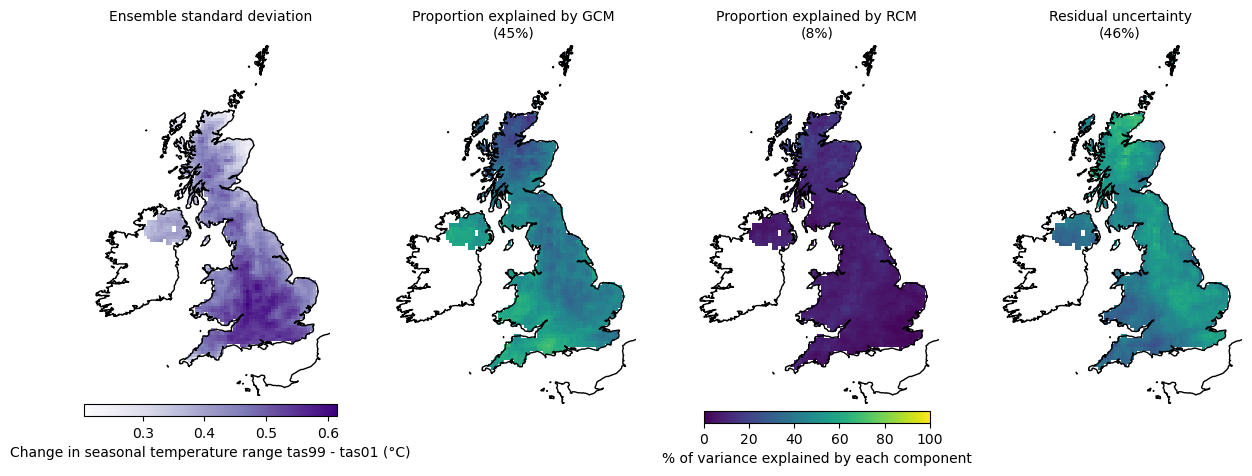 Ensemble standard deviation
Proportion explained by GCM
(45%)
Proportion explained by RCM
(8%)
Residual uncertainty
(46%)
0.3 0.4 0.5 0.6
Change in seasonal temperature range tas99 - tas01 (°C)
0 20 40 60 80 100
% of variance explained by each component